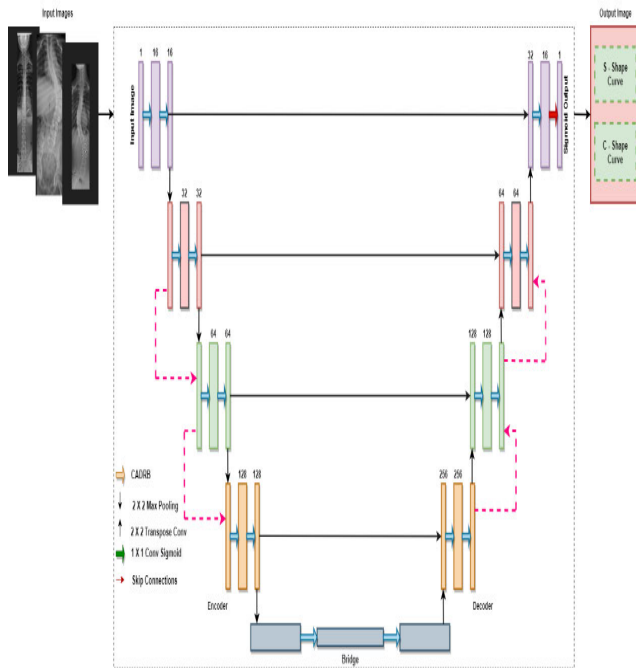 Input Images
Output Image
1
16
16
32
16
1
Input Image
Sigmoid Output
S - Shape
Curve
C - Shape
Curve
32
32
64
64
64
64
128
128
128
128
256
256
CADRB
2 X 2 Max Pooling
2 X 2 Transpose Conv
1 X 1 Conv Sigmoid
Skip Connections
Encoder
Decoder
Bridge